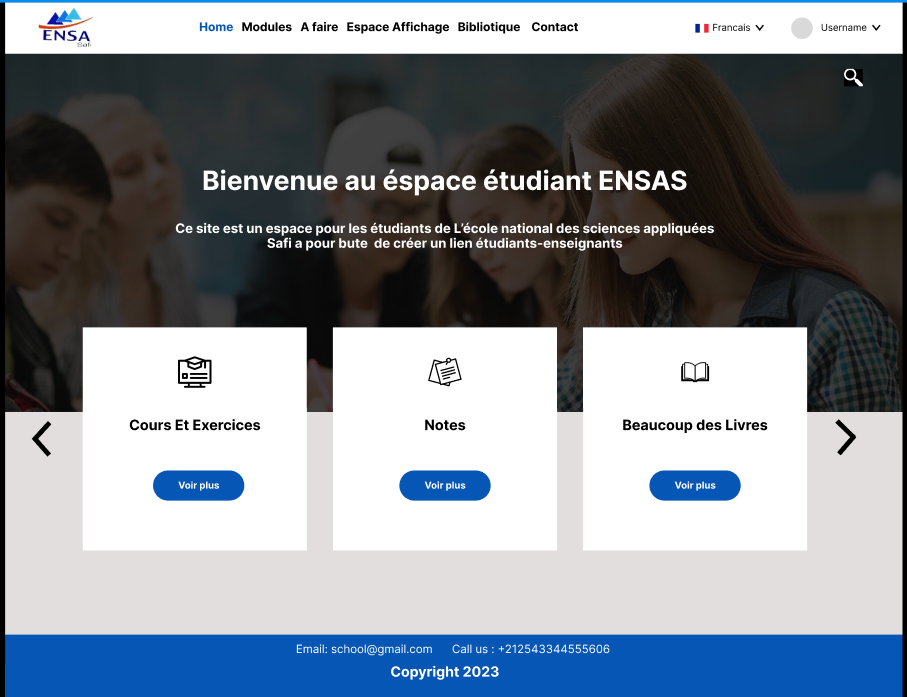 ENSA
Safi
Home Modules A faire Espace Affichage Bibliotique Contact
Francais
Username
Bienvenue au éspace étudiant ENSAS
Ce site est un espace pour les étudiants de L'école national des sciences appliquées
Safi a pour bute de créer un lien étudiants-enseignants
Cours Et Exercices
Notes
Beaucoup des Livres
Voir plus
Voir plus
Voir plus
Email: school@gmail.com Call us : +212543344555606
Copyright 2023